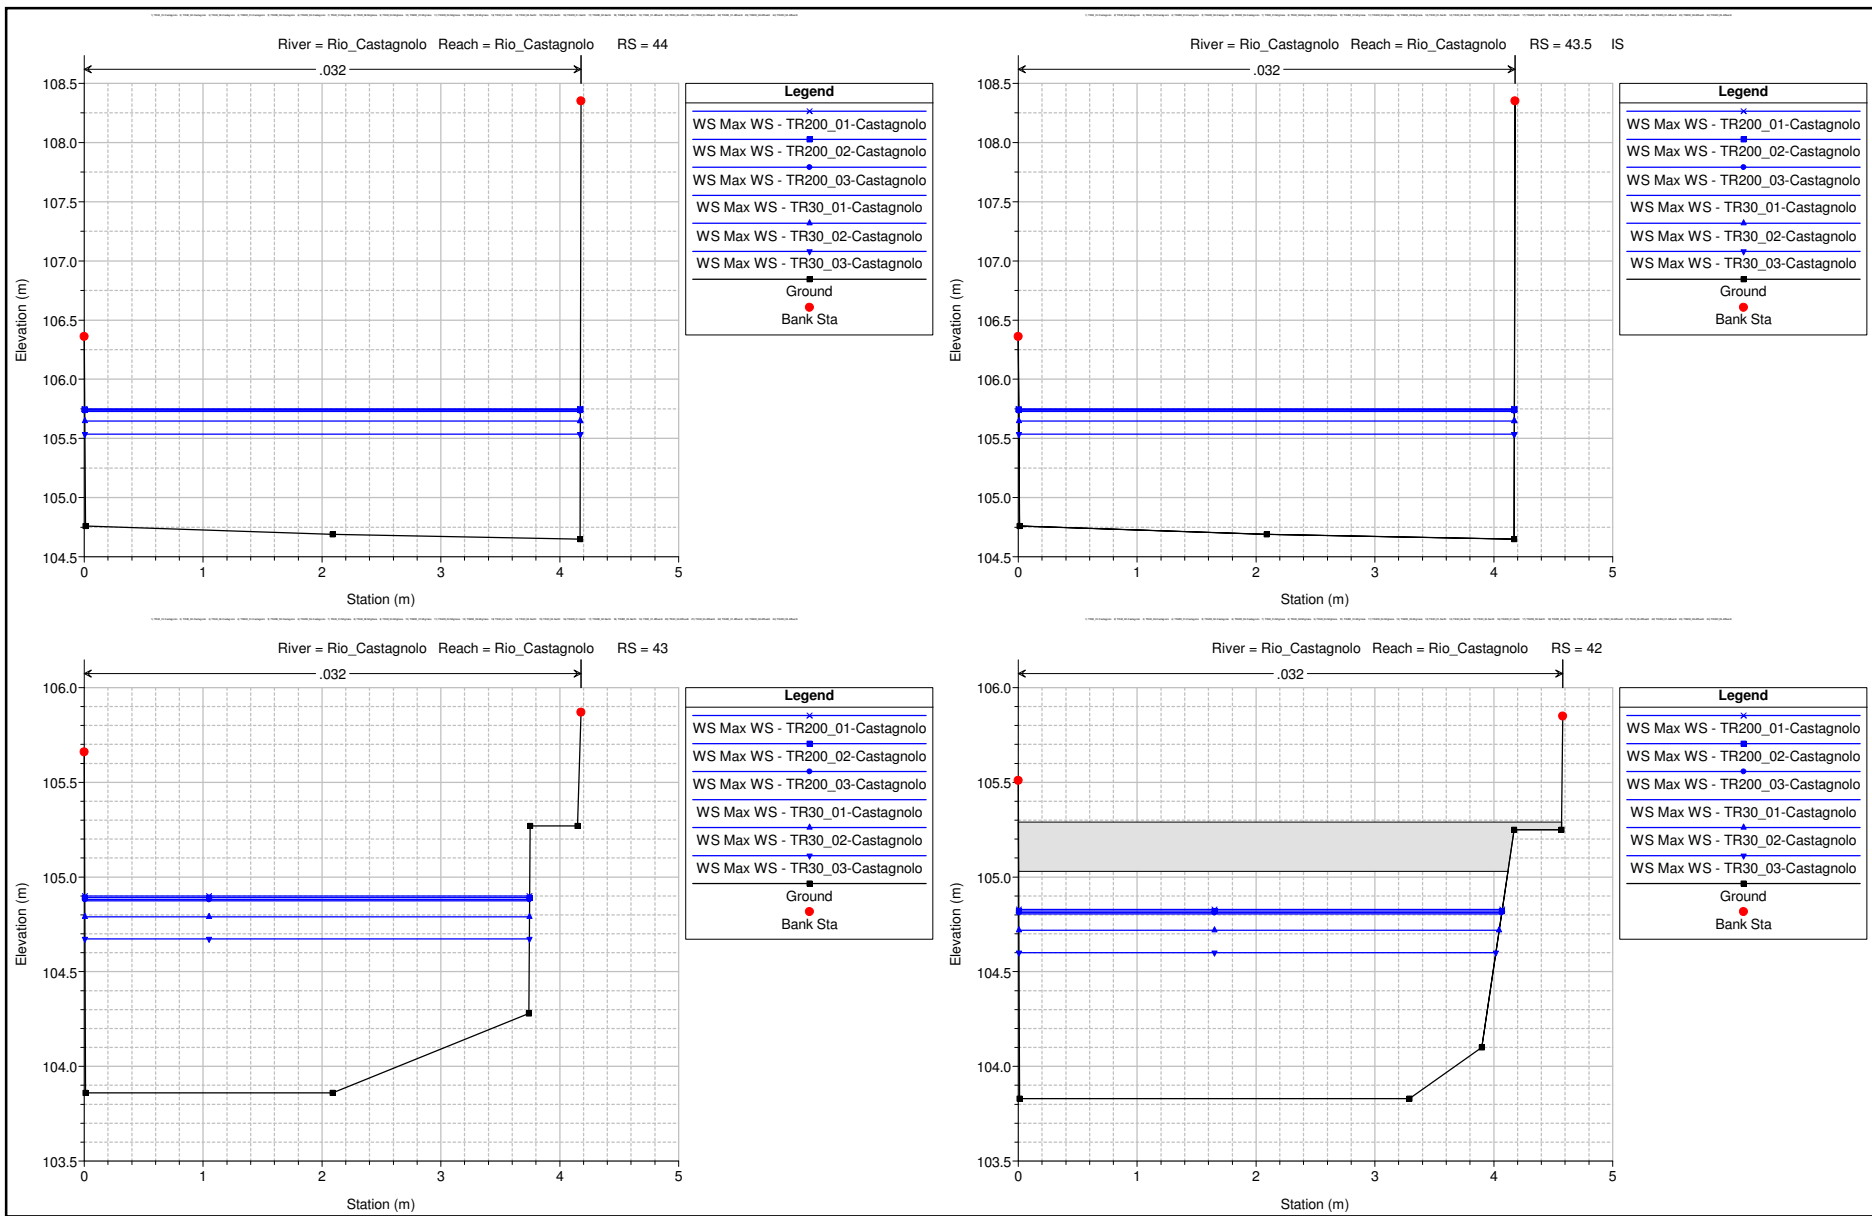 River = Rio_Castagnolo Reach = Rio_Castagnolo RS = 44
.032
108.5
108.0
107.5
107.0
106.5
106.0
105.5
105.0
104.5
Elevation (m)
0 1 2 3 4 5
Station (m)
Legend
WS Max WS - TR200_01-Castagnolo
WS Max WS - TR200_02-Castagnolo
WS Max WS - TR200_03-Castagnolo
WS Max WS - TR30_01-Castagnolo
WS Max WS - TR30_02-Castagnolo
WS Max WS - TR30_03-Castagnolo
Ground
Bank Sta
River = Rio_Castagnolo Reach = Rio_Castagnolo RS = 43.5 IS
.032
108.5
108.0
107.5
107.0
106.5
106.0
105.5
105.0
104.5
Elevation (m)
0 1 2 3 4 5
Station (m)
Legend
WS Max WS - TR200_01-Castagnolo
WS Max WS - TR200_02-Castagnolo
WS Max WS - TR200_03-Castagnolo
WS Max WS - TR30_01-Castagnolo
WS Max WS - TR30_02-Castagnolo
WS Max WS - TR30_03-Castagnolo
Ground
Bank Sta
River = Rio_Castagnolo Reach = Rio_Castagnolo RS = 43
.032
106.0
105.5
105.0
104.5
104.0
103.5
Elevation (m)
0 1 2 3 4 5
Station (m)
Legend
WS Max WS - TR200_01-Castagnolo
WS Max WS - TR200_02-Castagnolo
WS Max WS - TR200_03-Castagnolo
WS Max WS - TR30_01-Castagnolo
WS Max WS - TR30_02-Castagnolo
WS Max WS - TR30_03-Castagnolo
Ground
Bank Sta
River = Rio_Castagnolo Reach = Rio_Castagnolo RS = 42
.032
106.0
105.5
105.0
104.5
104.0
103.5
Elevation (m)
0 1 2 3 4 5
Station (m)
Legend
WS Max WS - TR200_01-Castagnolo
WS Max WS - TR200_02-Castagnolo
WS Max WS - TR200_03-Castagnolo
WS Max WS - TR30_01-Castagnolo
WS Max WS - TR30_02-Castagnolo
WS Max WS - TR30_03-Castagnolo
Ground
Bank Sta